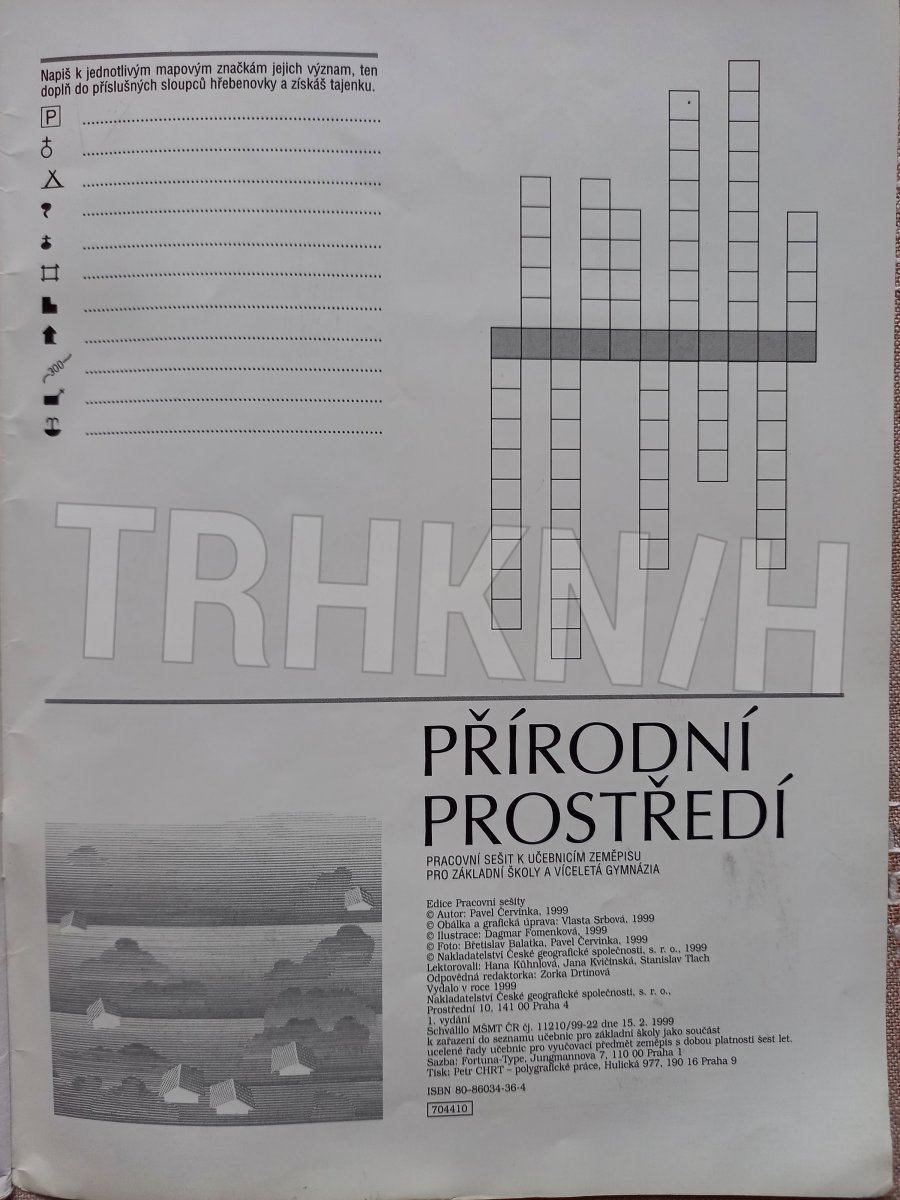 Napiš k jednotlivým mapovým značkám jejich význam, ten
doplň do příslušných sloupců hřebenovky a získáš tajenku.
P
300
TRHKNIH
PŘÍRODNÍ
PROSTŘEDÍ
PRACOVNÍ SEŠIT K UČEBNICÍM ZEMĚPISU
PRO ZÁKLADNÍ ŠKOLY A VÍCELETÁ GYMNÁZIA
Edice Pracovní sešity
© Autor: Pavel Červinka, 1999
© Obálka a grafická úprava: Vlasta Srbová, 1999
© Ilustrace: Dagmar Fomenková, 1999
© Foto: Břetislav Balatka, Pavel Červinka, 1999
© Nakladatelství České geografické společnosti, s. r. o., 1999
Lektorovali: Hana Kühnlová, Jana Kvičinská, Stanislav Tlach
Odpovědná redaktorka: Zorka Drtinová
Vydalo v roce 1999
Nakladatelství České geografické společnosti, s. r. o.,
Prostřední 10, 141 00 Praha 4
1. vydání
Schválilo MŠMT ČR čj. 11210/99-22 dne 15. 2. 1999
k zařazení do seznamu učebnic pro základní školy jako součást
ucelené řady učebnic pro vyučovací předmět zeměpis s dobou platnosti šest let.
Sazba: Fortuna-Type, Jungmannova 7, 110 00 Praha 1
Tisk: Petr CHRT – polygrafické práce, Hulická 977, 190 16 Praha 9
ISBN 80-86034-36-4
704410